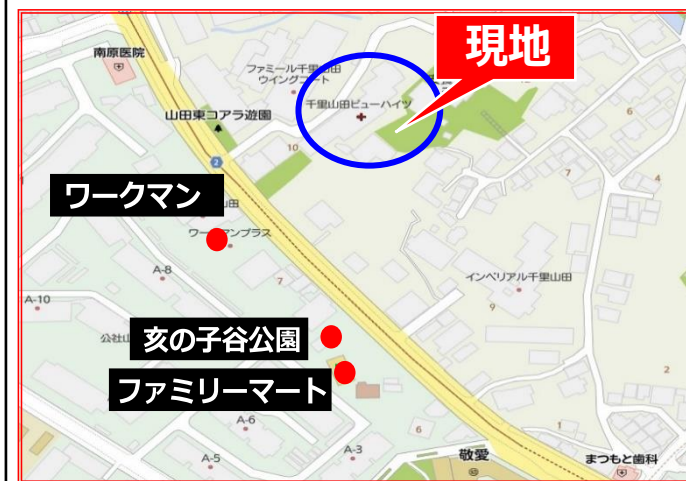 現地
南原医院
ファミール千里山田
ウイングコート
千里山田ビューハイツ
山田東コアラ遊園
10
2
7
4
6
ワークマン
山田
ワークマンプラス
A-8
7
インペリアル千里山田
A-10
9
公社山
亥の子谷公園
ファミリーマート
2
A-6
6
1
A-3
敬愛
A-5
まつもと歯科